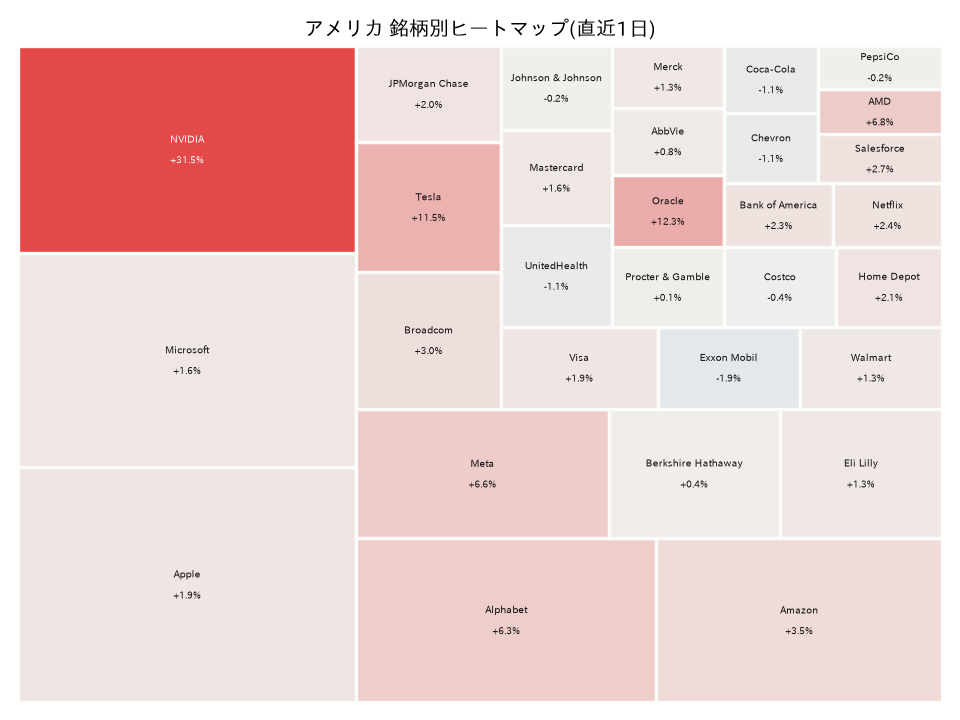 アメリカ 銘柄別ヒートマップ(直近1日)
NVIDIA
+31.5%
Microsoft
+1.6%
Apple
+1.9%
JPMorgan Chase
+2.0%
Tesla
+11.5%
Broadcom
+3.0%
Johnson & Johnson
-0.2%
Mastercard
+1.6%
UnitedHealth
-1.1%
Merck
+1.3%
AbbVie
+0.8%
Oracle
+12.3%
Procter & Gamble
+0.1%
Coca-Cola
-1.1%
Chevron
-1.1%
PepsiCo
-0.2%
AMD
+6.8%
Salesforce
+2.7%
Bank of America
+2.3%
Netflix
+2.4%
Costco
-0.4%
Home Depot
+2.1%
Visa
+1.9%
Exxon Mobil
-1.9%
Walmart
+1.3%
Meta
+6.6%
Berkshire Hathaway
+0.4%
Eli Lilly
+1.3%
Alphabet
+6.3%
Amazon
+3.5%